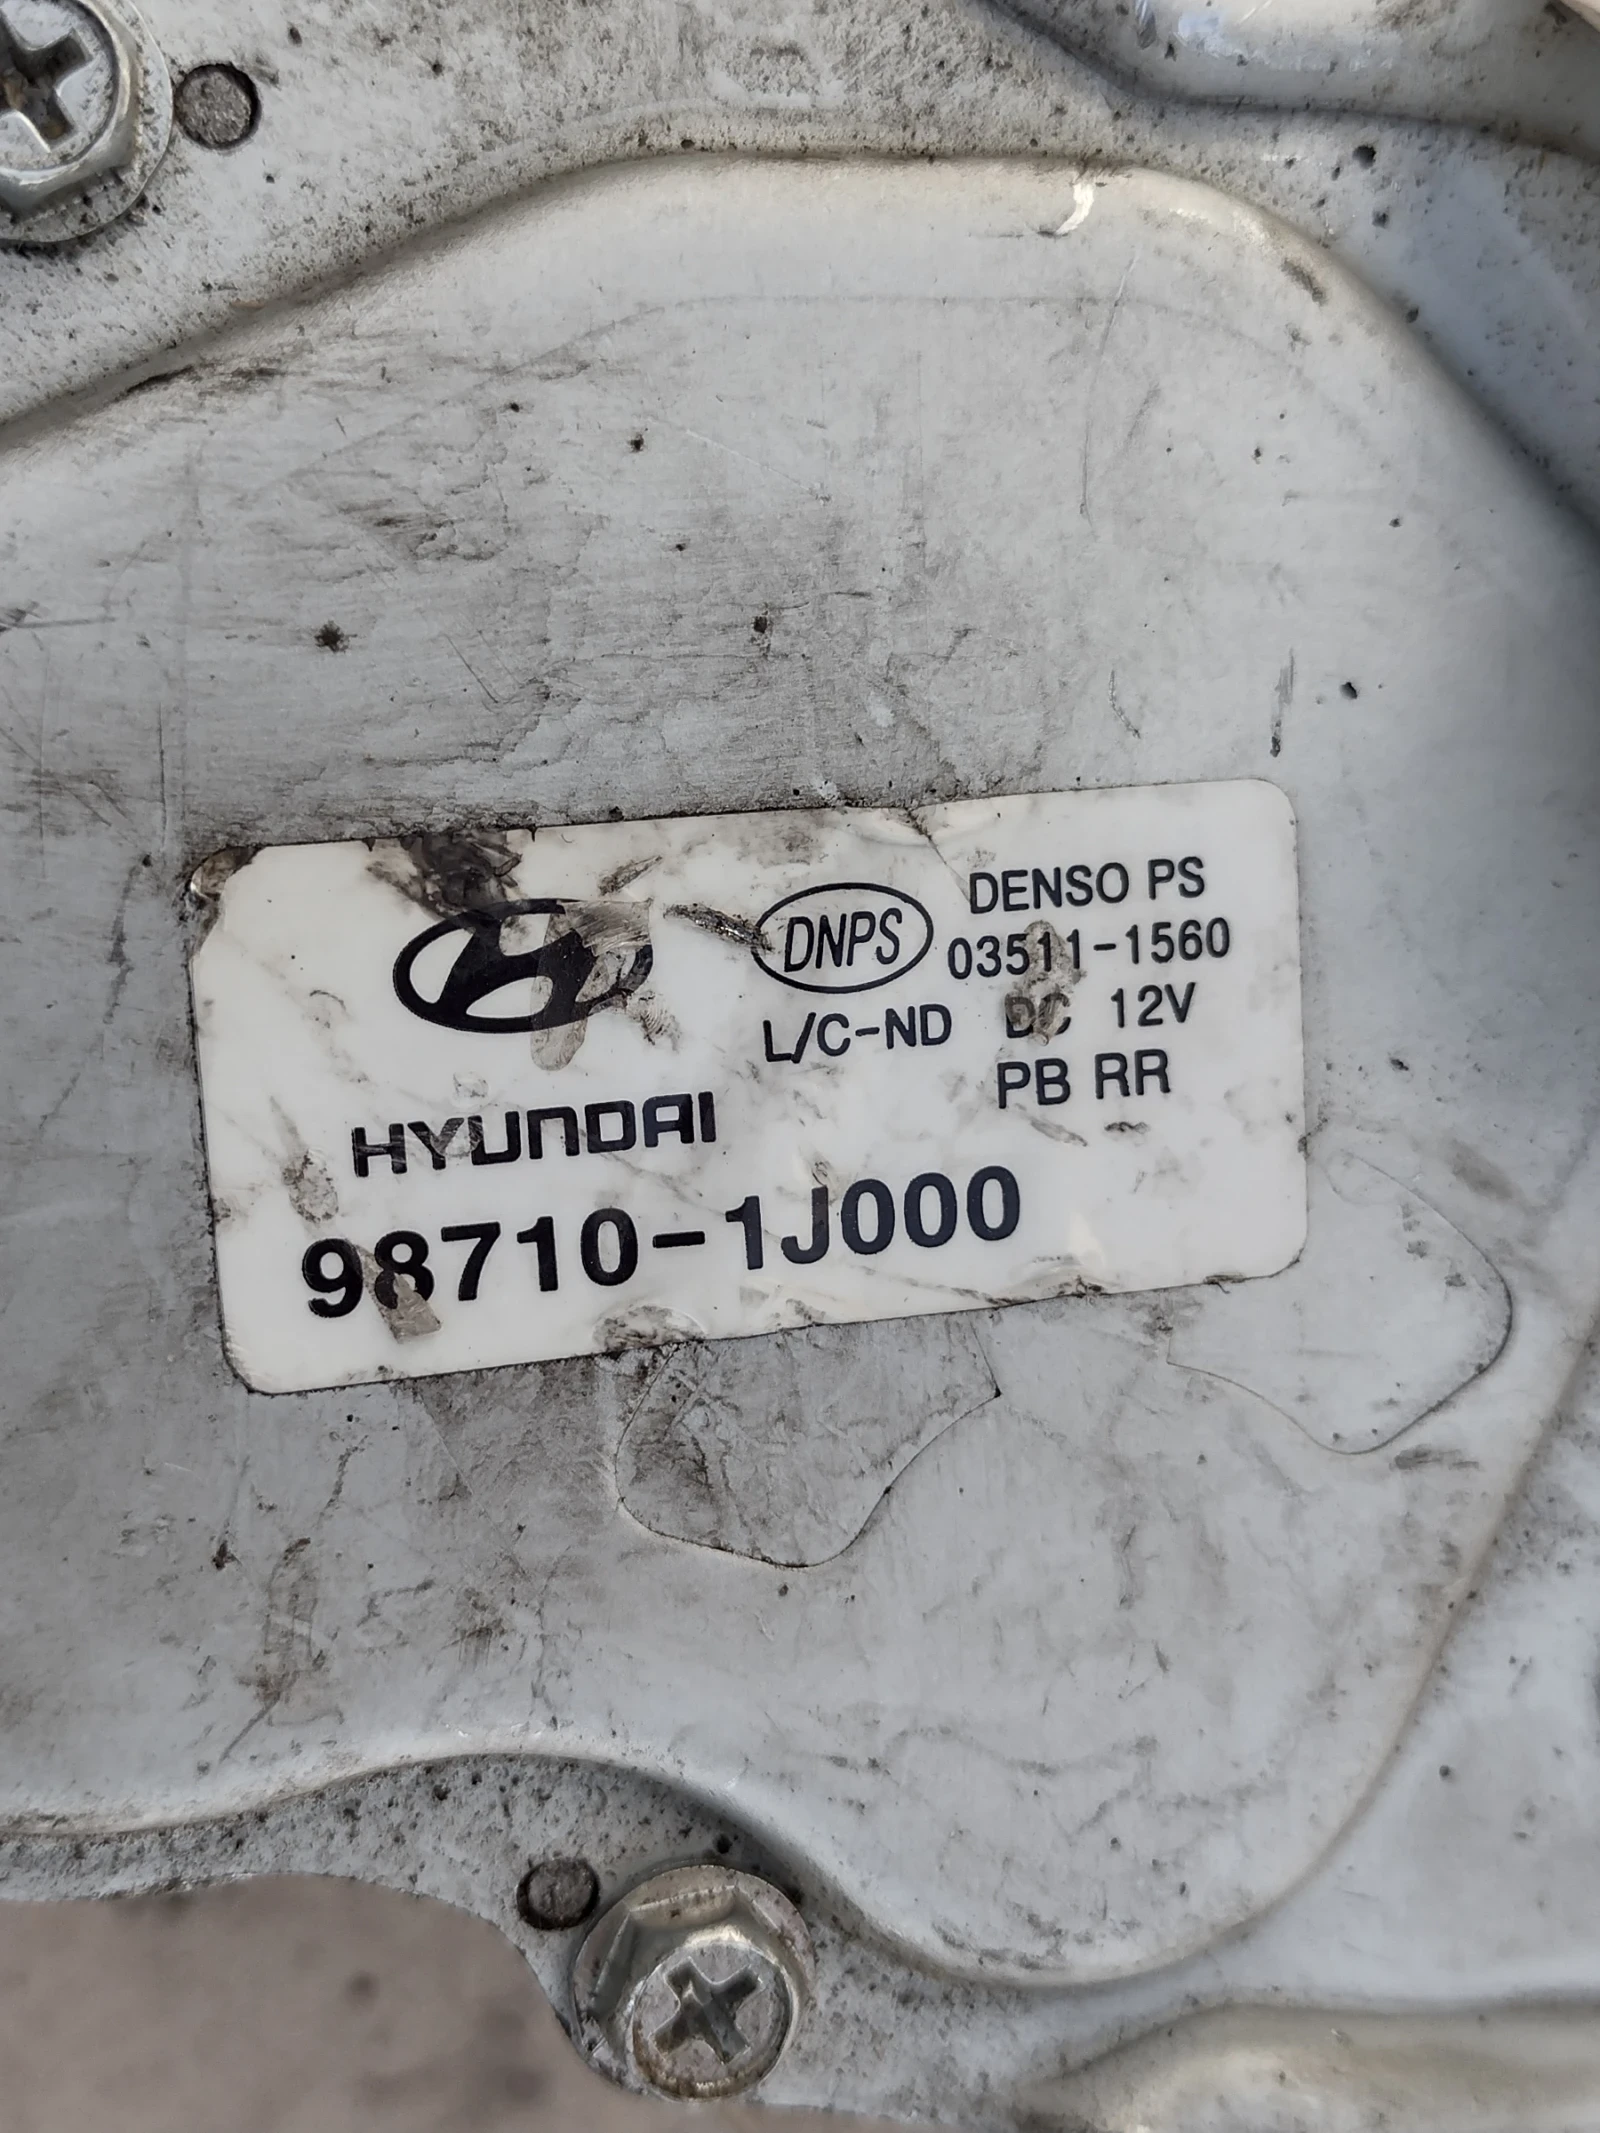 DENSO PS
DNPS 03511-1560
L/C-ND DC 12V
PB RR
HYUNDAI
98710-1J000